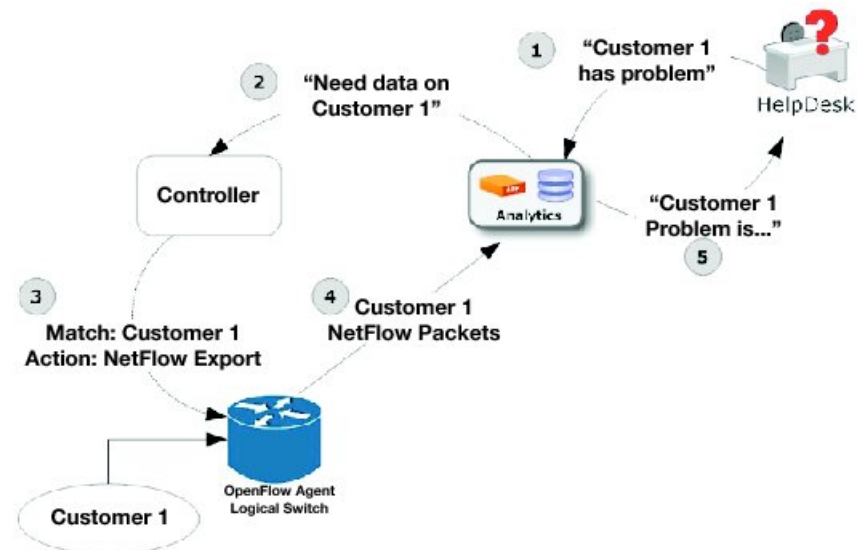 1
“Customer 1
has problem”
HelpDesk
2
“Need data on
Customer 1”
Controller
Analytics
“Customer 1
Problem is...”
5
3
Match: Customer 1
Action: NetFlow Export
4
Customer 1
NetFlow Packets
OpenFlow Agent
Logical Switch
Customer 1